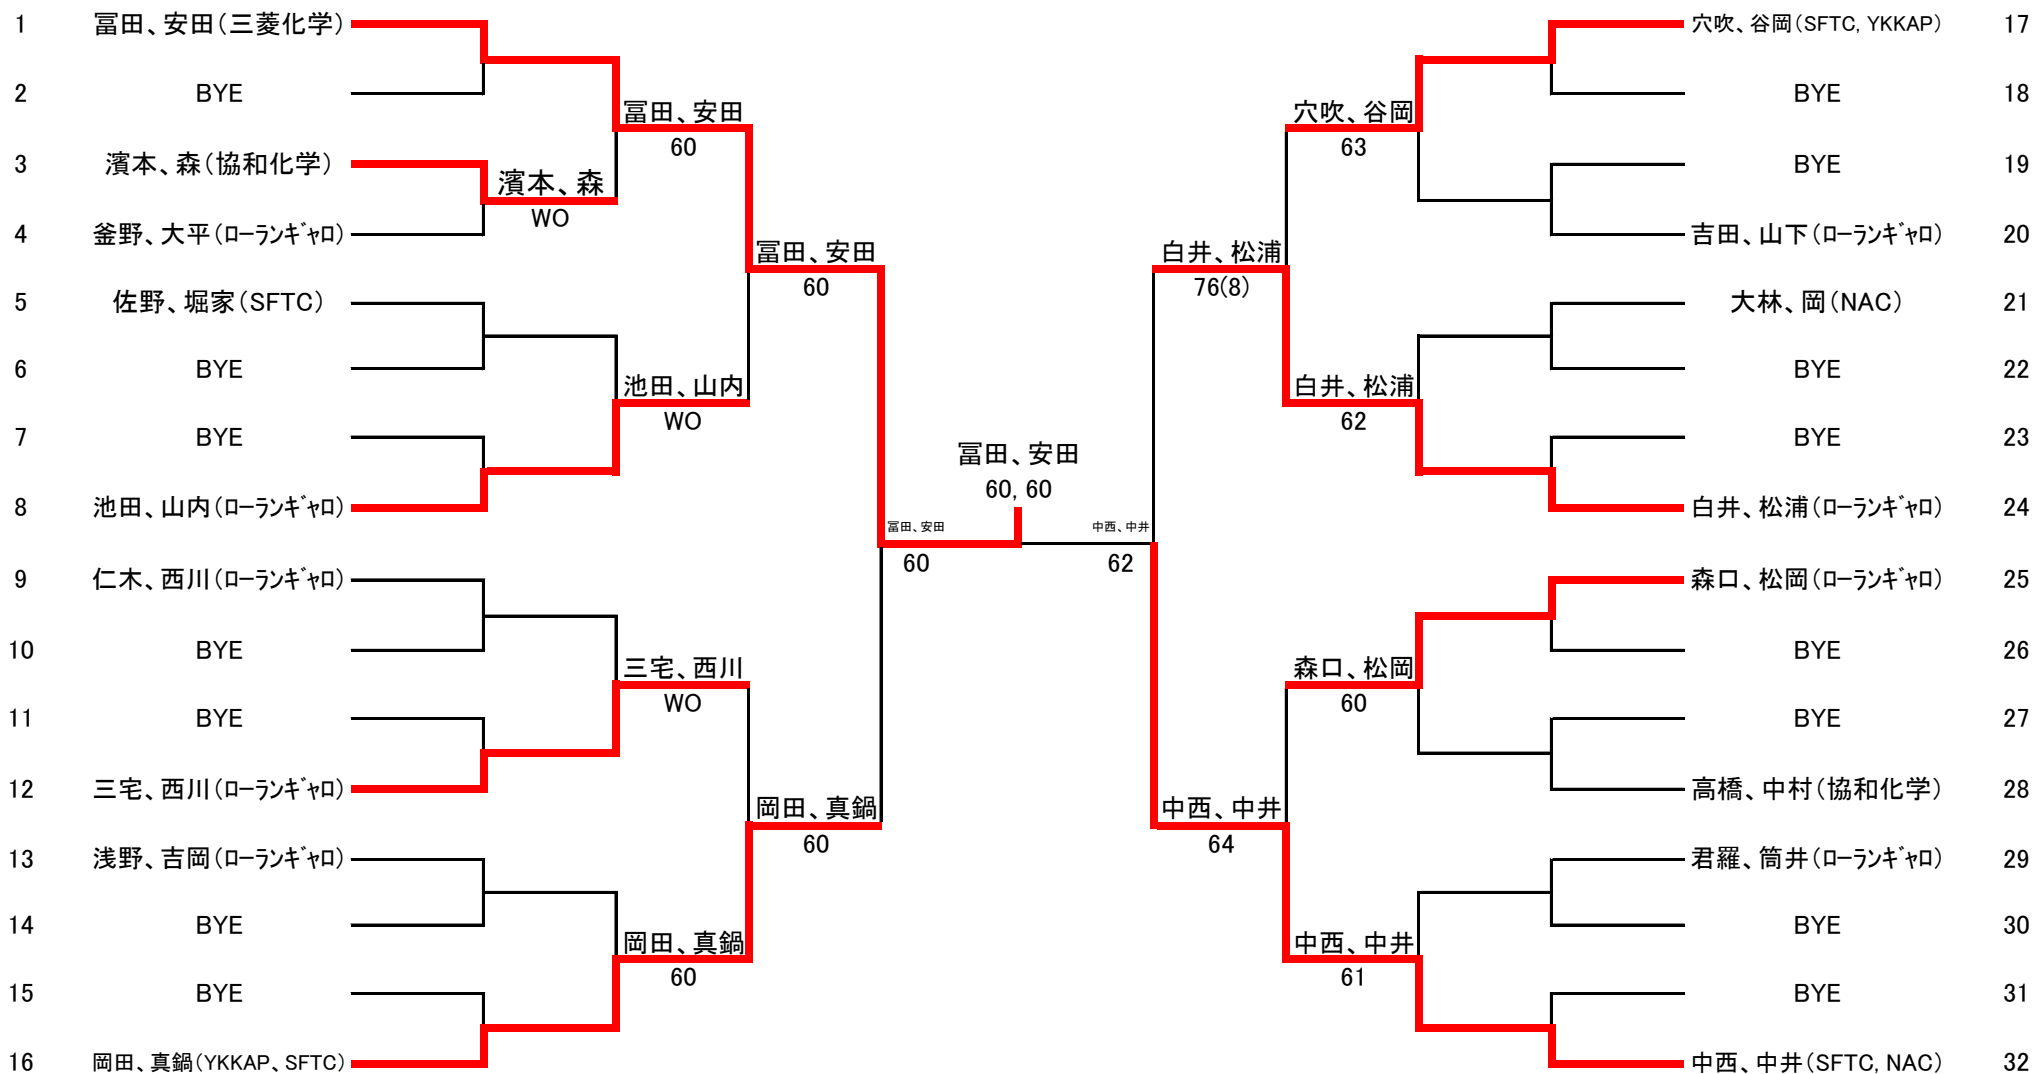 1 冨田、安田(三菱化学)
2 BYE
3 濱本、森(協和化学)
4 釜野、大平(ﾛｰﾗﾝｷﾞｬﾛ)
5 佐野、堀家(SFTC)
6 BYE
7 BYE
8 池田、山内(ﾛｰﾗﾝｷﾞｬﾛ)
9 仁木、西川(ﾛｰﾗﾝｷﾞｬﾛ)
10 BYE
11 BYE
12 三宅、西川(ﾛｰﾗﾝｷﾞｬﾛ)
13 浅野、吉岡(ﾛｰﾗﾝｷﾞｬﾛ)
14 BYE
15 BYE
16 岡田、真鍋(YKKAP、SFTC)
濱本、森
WO
冨田、安田
60
池田、山内
WO
三宅、西川
WO
岡田、真鍋
60
冨田、安田
60
岡田、真鍋
60
冨田、安田
60
冨田、安田
60, 60
中西、中井
62
白井、松浦
76(8)
中西、中井
64
穴吹、谷岡
63
白井、松浦
62
森口、松岡
60
中西、中井
61
穴吹、谷岡(SFTC, YKKAP) 17
BYE 18
BYE 19
吉田、山下(ﾛｰﾗﾝｷﾞｬﾛ) 20
大林、岡(NAC) 21
BYE 22
BYE 23
白井、松浦(ﾛｰﾗﾝｷﾞｬﾛ) 24
森口、松岡(ﾛｰﾗﾝｷﾞｬﾛ) 25
BYE 26
BYE 27
高橋、中村(協和化学) 28
君羅、筒井(ﾛｰﾗﾝｷﾞｬﾛ) 29
BYE 30
BYE 31
中西、中井(SFTC, NAC) 32